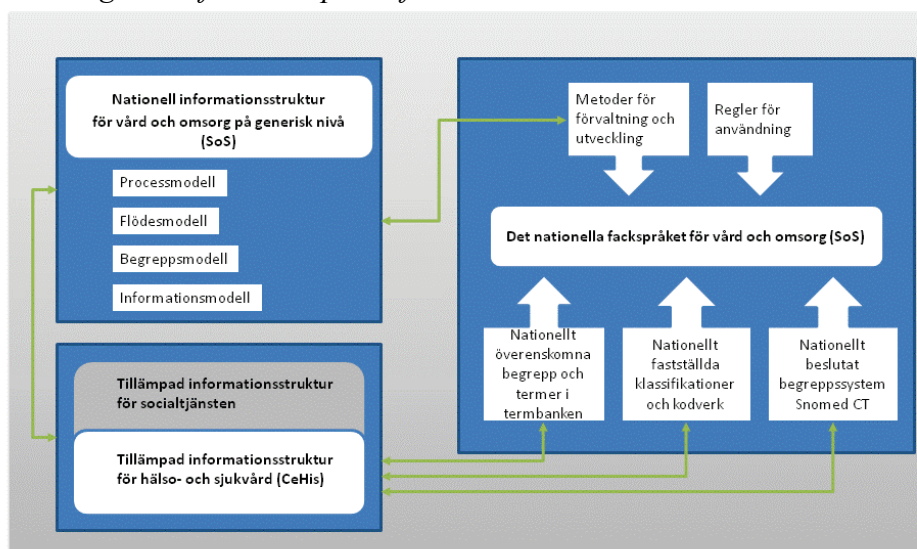 Nationell informationsstruktur
för vård och omsorg på generisk nivå
(SoS)
Processmodell
Flödesmodell
Begreppsmodell
Informationsmodell
Tillämpad informationsstruktur
för socialtjänsten
Tillämpad informationsstruktur
för hälso- och sjukvård (CeHis)
Metoder för
förvaltning och
utveckling
Regler för
användning
Det nationella fackspråket för vård och omsorg (SoS)
Nationellt
överenskomna
begrepp och
termer i
termbanken
Nationellt
fastställda
klassifikationer
och kodverk
Nationellt
beslutat
begreppssystem
Snomed CT